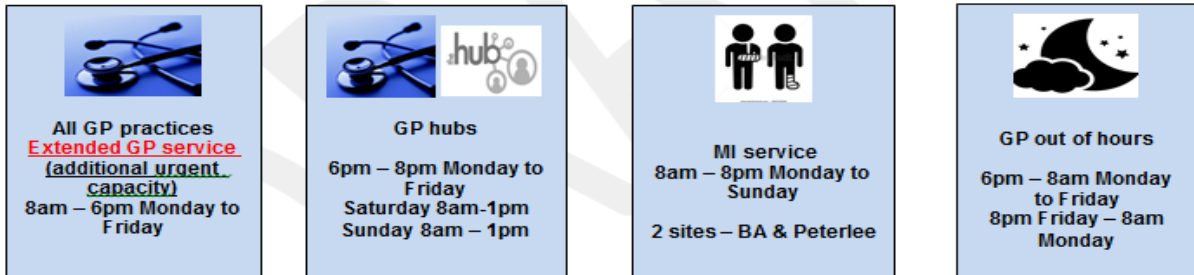 All GP practices
Extended GP service
(additional urgent
capacity)
8am – 6pm Monday to
Friday
hub
GP hubs
6pm – 8pm Monday to
Friday
Saturday 8am-1pm
Sunday 8am – 1pm
MI service
8am – 8pm Monday to
Sunday
2 sites – BA & Peterlee
GP out of hours
6pm – 8am Monday
to Friday
8pm Friday – 8am
Monday